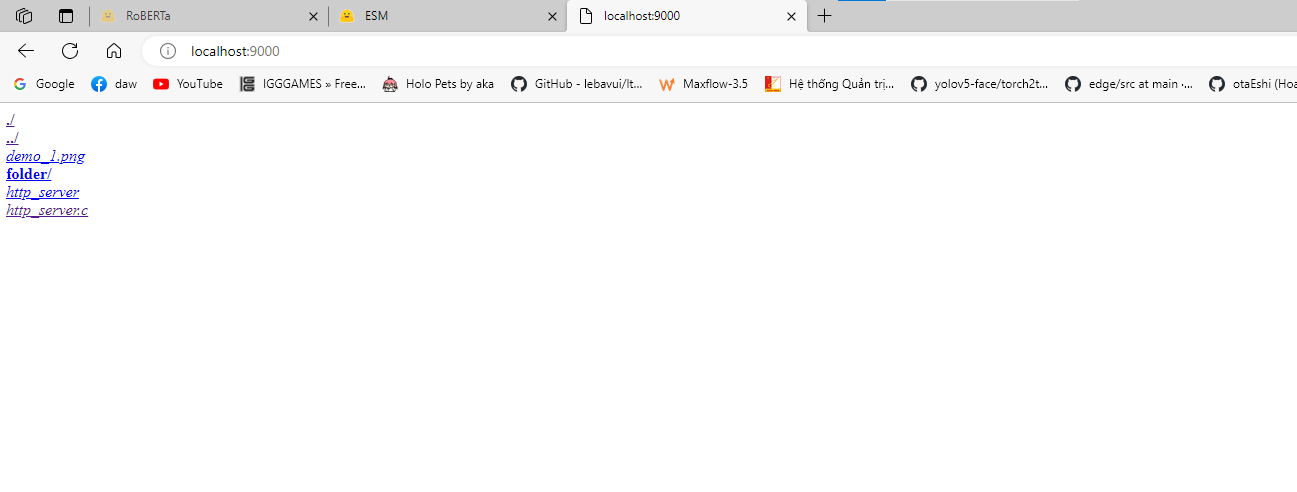 RoBERTa
ESM
localhost:9000
localhost:9000
Google
daw
YouTube
IGGGAMES » Free...
Holo Pets by aka
GitHub - lebavui/lt...
Maxflow-3.5
Hệ thống Quản trị...
yolov5-face/torch2t...
edge/src at main ·...
otaEshi (Hoa
./
../
demo_1.png
folder/
http_server
http_server.c